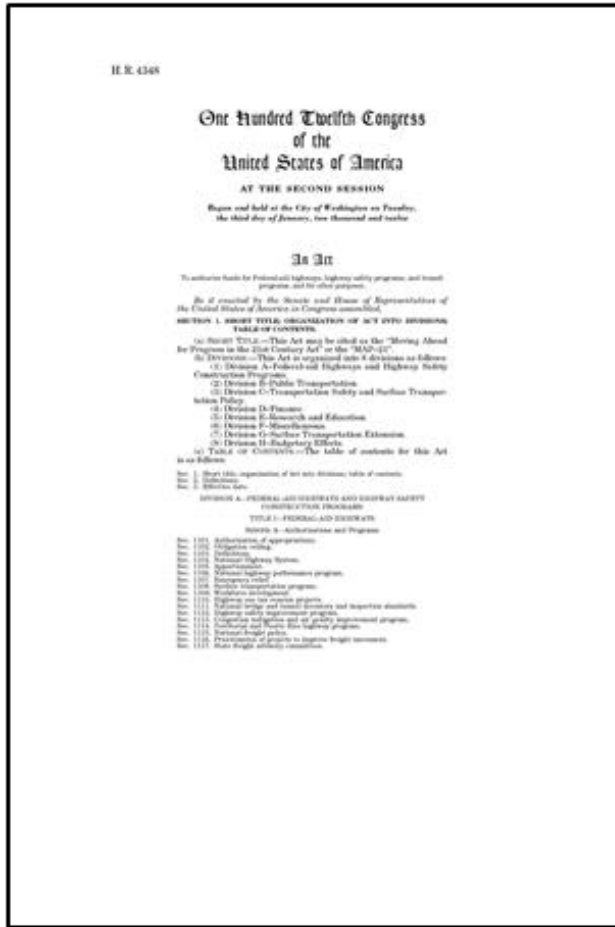 H. R. 4348
One Hundred Twelfth Congress
of the
United States of America
AT THE SECOND SESSION
Begun and held at the City of Washington on Tuesday,
the third day of January, two thousand and twelve
An Act
To authorize funds for Federal-aid highways, highway safety programs, and transit
programs, and for other purposes.
Be it enacted by the Senate and House of Representatives of
the United States of America in Congress assembled,
SECTION 1. SHORT TITLE; ORGANIZATION OF ACT INTO DIVISIONS;
TABLE OF CONTENTS.
(a) SHORT TITLE.—This Act may be cited as the "Moving Ahead
for Progress in the 21st Century Act" or the "MAP–21".
(b) DIVISIONS.—This Act is organized into 8 divisions as follows:
(1) Division A–Federal-aid Highways and Highway Safety
Construction Programs.
(2) Division B–Public Transportation.
(3) Division C–Transportation Safety and Surface Transpor-
tation Policy.
(4) Division D–Finance.
(5) Division E–Research and Education.
(6) Division F–Miscellaneous.
(7) Division G–Surface Transportation Extension.
(8) Division H–Budgetary Effects.
(c) TABLE OF CONTENTS.—The table of contents for this Act
is as follows:
Sec. 1. Short title; organization of Act into divisions; table of contents.
Sec. 2. Definitions.
Sec. 3. Effective date.
DIVISION A—FEDERAL-AID HIGHWAYS AND HIGHWAY SAFETY
CONSTRUCTION PROGRAMS
TITLE I—FEDERAL-AID HIGHWAYS
Subtitle A—Authorizations and Programs
Sec. 1101. Authorization of appropriations.
Sec. 1102. Obligation ceiling.
Sec. 1103. Definitions.
Sec. 1104. National Highway System.
Sec. 1105. Apportionment.
Sec. 1106. National highway performance program.
Sec. 1107. Emergency relief.
Sec. 1108. Surface transportation program.
Sec. 1109. Workforce development.
Sec. 1110. Highway use tax evasion projects.
Sec. 1111. National bridge and tunnel inventory and inspection standards.
Sec. 1112. Highway safety improvement program.
Sec. 1113. Congestion mitigation and air quality improvement program.
Sec. 1114. Territorial and Puerto Rico highway program.
Sec. 1115. National freight policy.
Sec. 1116. Prioritization of projects to improve freight movement.
Sec. 1117. State freight advisory committees.